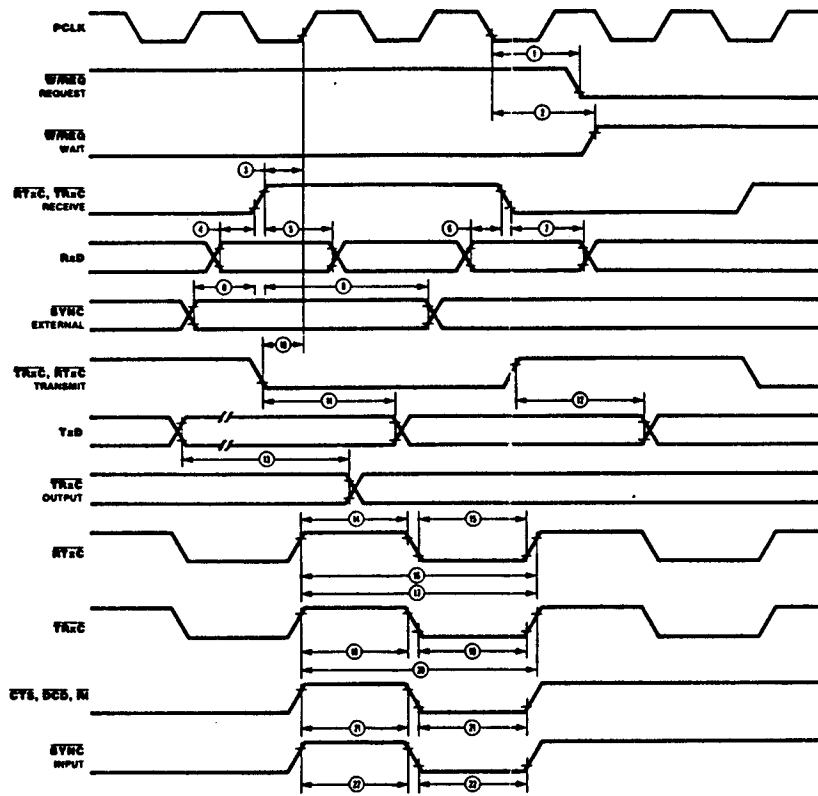 PCLK
1
W/REQ
REQUEST
2
W/REQ
WAIT
3
RTxC, TRxC
RECEIVE
4 5 6 7
RxD
8 9
SYNC
EXTERNAL
10
TRxC, RTxC
TRANSMIT
11 12
TxD
13
TRxC
OUTPUT
14 15
RTxC
16
17
TRxC
18 19
20
CTS, DCD, RI
21 21
SYNC
INPUT
22 22